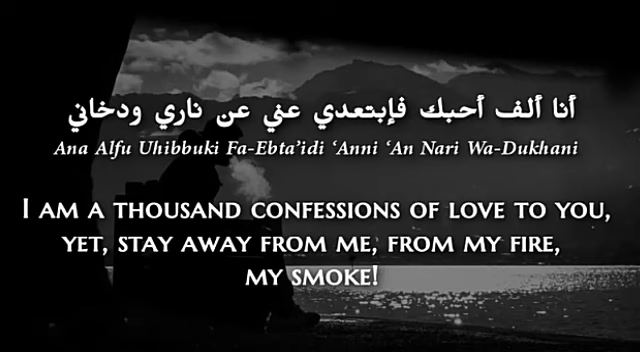 أنا ألف أحبك فإبتعدي عني عن ناري ودخاني
Ana Alfu Uhibbuki Fa-Ebta'idi ‘Anni ‘An Nari Wa-Dukhani
I AM A THOUSAND CONFESSIONS OF LOVE TO YOU,
YET, STAY AWAY FROM ME, FROM MY FIRE,
MY SMOKE!